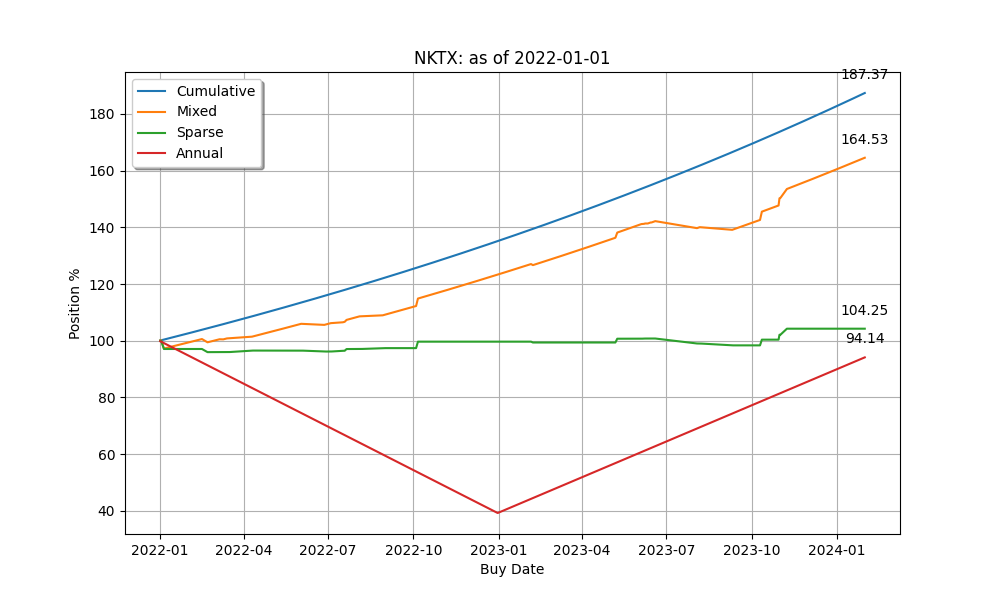 NKTX: as of 2022-01-01
187.37
Cumulative
Mixed
Sparse
Annual
164.53
104.25
94.14
180
160
140
120
100
80
60
40
Position %
2022-01 2022-04 2022-07 2022-10 2023-01 2023-04 2023-07 2023-10 2024-01
Buy Date